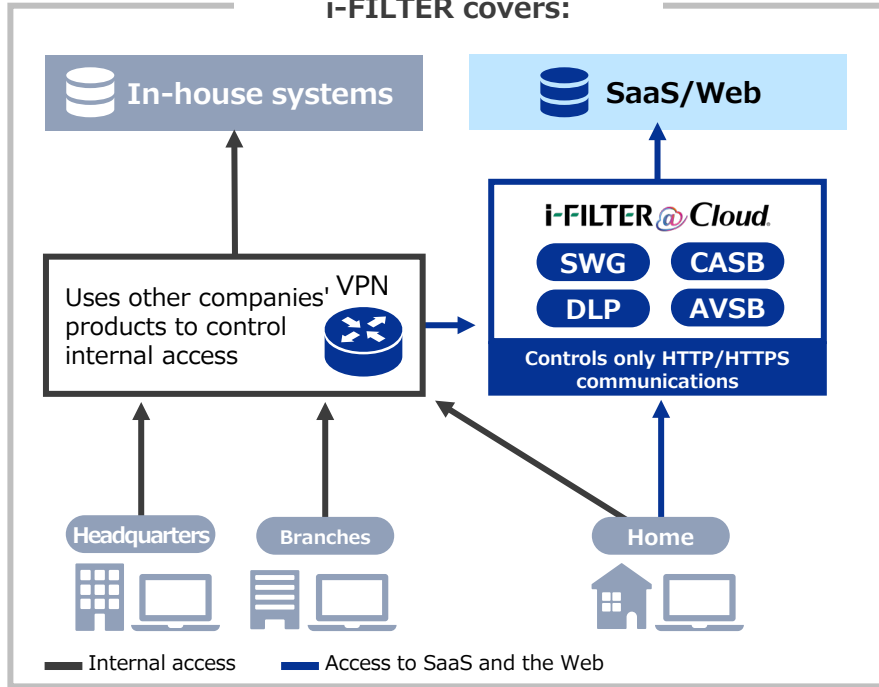 i-FILTER covers:
In-house systems
SaaS/Web
i-FILTER@Cloud
SWG
CASB
DLP
AVSB
Controls only HTTP/HTTPS
communications
VPN
Uses other companies'
products to control
internal access
Headquarters
Branches
Home
Internal access
Access to SaaS and the Web